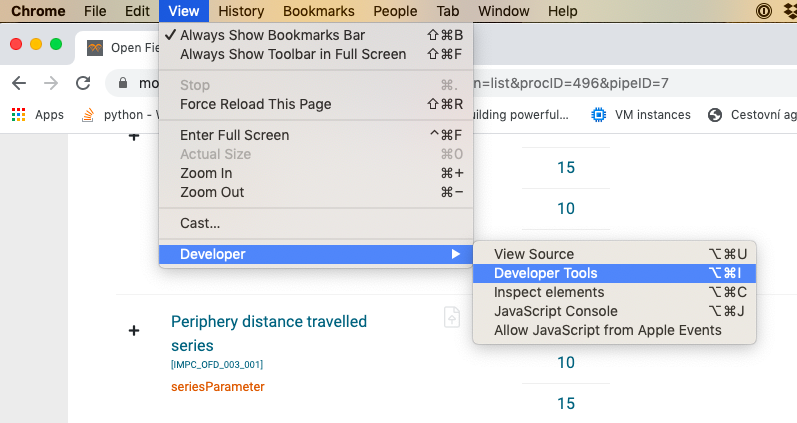 Chrome File Edit View History Bookmarks People Tab Window Help
✓ Always Show Bookmarks Bar ⇧⌘B
Always Show Toolbar in Full Screen ⇧⌘F
Open Fie
Stop ⌘.
mo
n=list&procID=496&pipeID=7
Force Reload This Page ⇧⌘R
Apps
python - W
uilding powerful...
VM instances
Cestovní ag
Enter Full Screen ^⌘F
Actual Size ⌘0
Zoom In ⌘+
Zoom Out ⌘−
Cast...
Developer ▶
15
10
View Source ⌥⌘U
Developer Tools ⌥⌘I
Inspect elements ⌥⌘C
JavaScript Console ⌥⌘J
Allow JavaScript from Apple Events
Periphery distance travelled
series
[IMPC_OFD_003_001]
seriesParameter
10
15